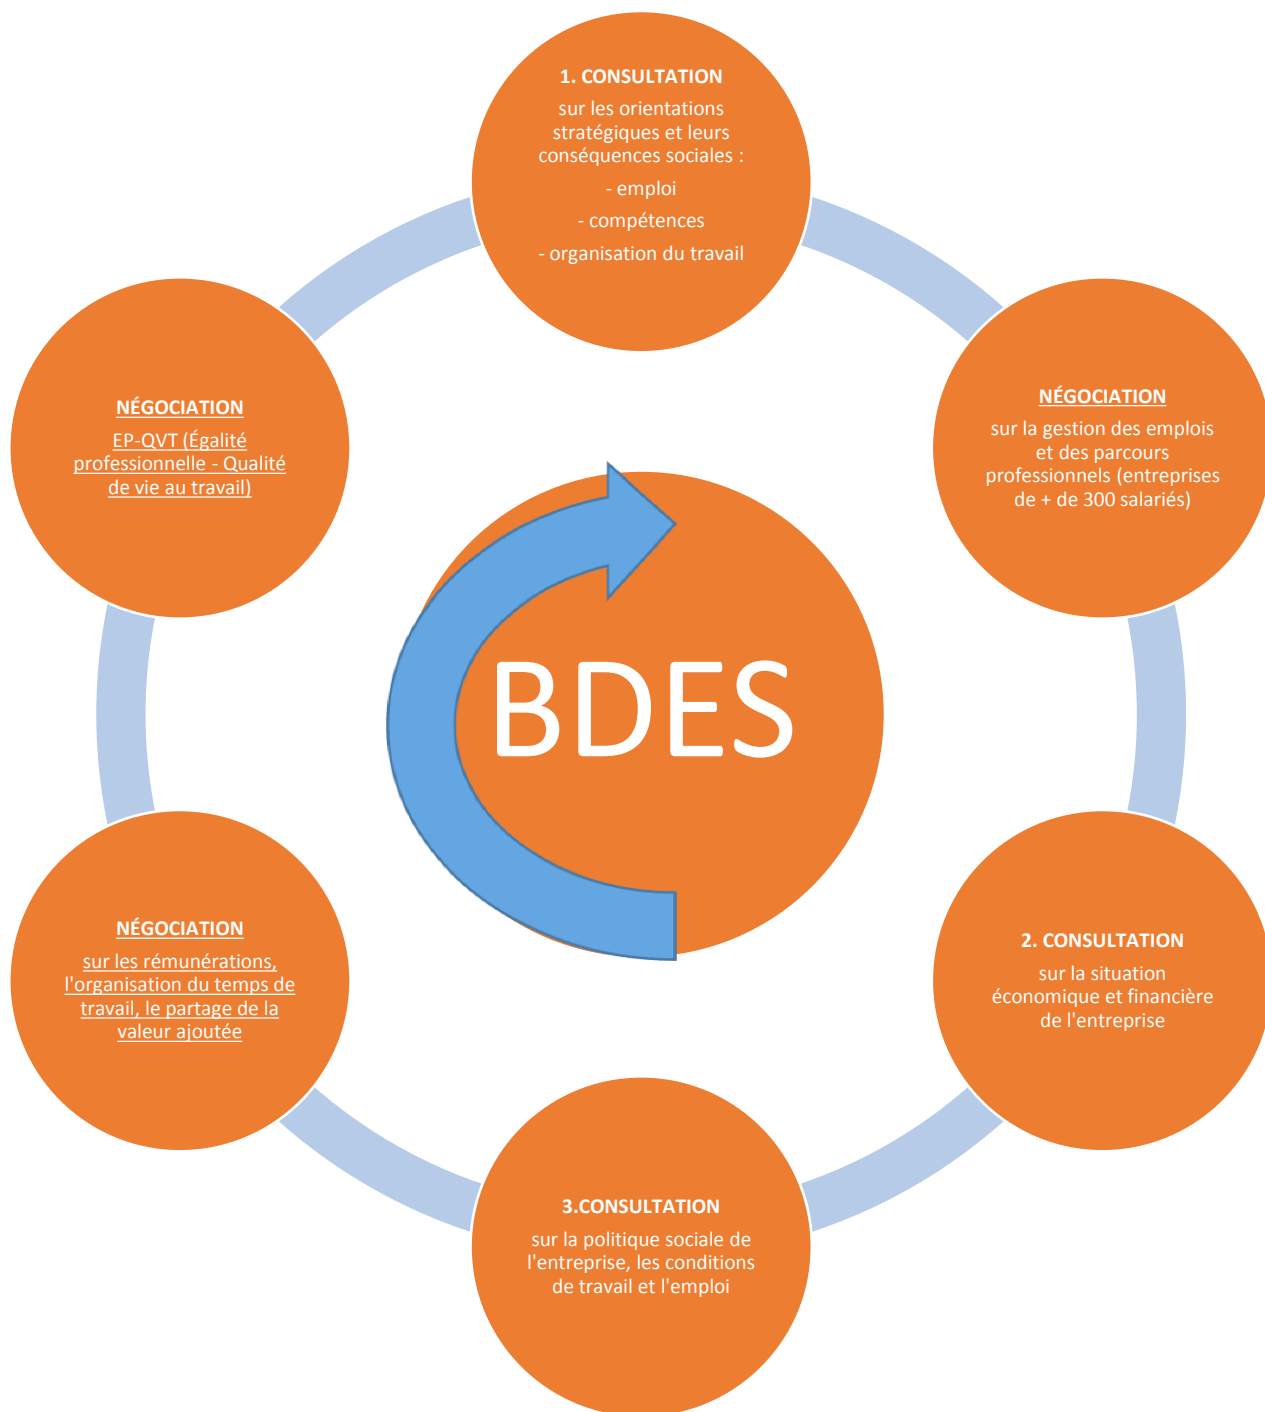 1. CONSULTATION
sur les orientations
stratégiques et leurs
conséquences sociales :
- emploi
- compétences
- organisation du travail
NÉGOCIATION
sur la gestion des emplois
et des parcours
professionnels (entreprises
de + de 300 salariés)
2. CONSULTATION
sur la situation
économique et financière
de l'entreprise
3.CONSULTATION
sur la politique sociale de
l'entreprise, les conditions
de travail et l'emploi
NÉGOCIATION
sur les rémunérations,
l'organisation du temps de
travail, le partage de la
valeur ajoutée
NÉGOCIATION
EP-QVT (Égalité
professionnelle - Qualité
de vie au travail)
BDES